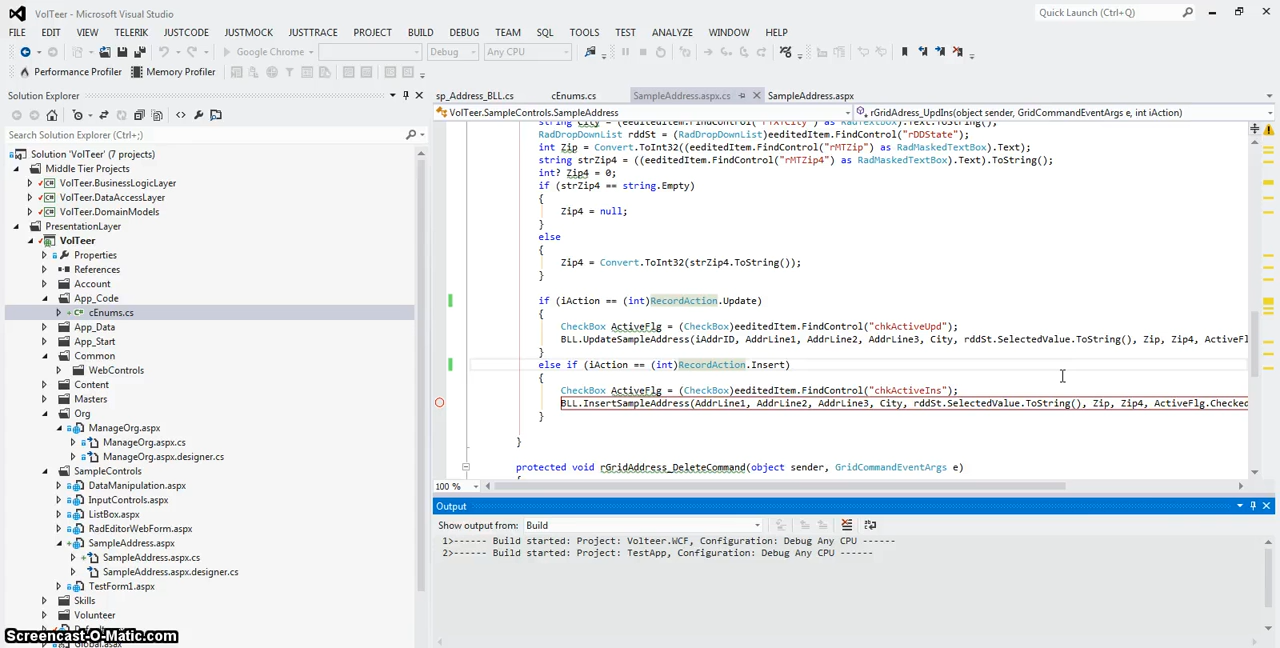 VolTeer - Microsoft Visual Studio
Quick Launch (Ctrl+Q)
FILE EDIT VIEW TELERIK JUSTCODE JUSTMOCK JUSTTRACE PROJECT BUILD DEBUG TEAM SQL TOOLS TEST ANALYZE WINDOW HELP
Google Chrome Debug Any CPU
Performance Profiler Memory Profiler
Solution Explorer
Search Solution Explorer (Ctrl+;)
Solution 'VolTeer' (7 projects)
Middle Tier Projects
VolTeer.BusinessLogicLayer
VolTeer.DataAccessLayer
VolTeer.DomainModels
PresentationLayer
VolTeer
Properties
References
Account
App_Code
cEnums.cs
App_Data
App_Start
Common
WebControls
Content
Masters
Org
ManageOrg.aspx
ManageOrg.aspx.cs
ManageOrg.aspx.designer.cs
SampleControls
DataManipulation.aspx
InputControls.aspx
ListBox.aspx
RadEditorWebForm.aspx
SampleAddress.aspx
SampleAddress.aspx.cs
SampleAddress.aspx.designer.cs
TestForm1.aspx
Skills
Volunteer
Screencast-O-Matic.com
sp_Address_BLL.cs cEnums.cs SampleAddress.aspx.cs SampleAddress.aspx
VolTeer.SampleControls.SampleAddress rGridAdress_UpdIns(object sender, GridCommandEventArgs e, int iAction)
string City = (eeditedItem.FindControl("rTXTCity") as RadTextBox).Text.ToString();
RadDropDownList rddSt = (RadDropDownList)eeditedItem.FindControl("rDDState");
int Zip = Convert.ToInt32((eeditedItem.FindControl("rMTZip") as RadMaskedTextBox).Text);
string strZip4 = ((eeditedItem.FindControl("rMTZip4") as RadMaskedTextBox).Text).ToString();
int? Zip4 = 0;
if (strZip4 == string.Empty)
{
Zip4 = null;
}
else
{
Zip4 = Convert.ToInt32(strZip4.ToString());
}
if (iAction == (int)RecordAction.Update)
{
CheckBox ActiveFlg = (CheckBox)eeditedItem.FindControl("chkActiveUpd");
BLL.UpdateSampleAddress(iAddrID, AddrLine1, AddrLine2, AddrLine3, City, rddSt.SelectedValue.ToString(), Zip, Zip4, ActiveFl
}
else if (iAction == (int)RecordAction.Insert)
{
CheckBox ActiveFlg = (CheckBox)eeditedItem.FindControl("chkActiveIns");
BLL.InsertSampleAddress(AddrLine1, AddrLine2, AddrLine3, City, rddSt.SelectedValue.ToString(), Zip, Zip4, ActiveFlg.Checked
}
}
protected void rGridAddress_DeleteCommand(object sender, GridCommandEventArgs e)
100 %
Output
Show output from: Build
1>------ Build started: Project: Volteer.WCF, Configuration: Debug Any CPU ------
2>------ Build started: Project: TestApp, Configuration: Debug Any CPU ------